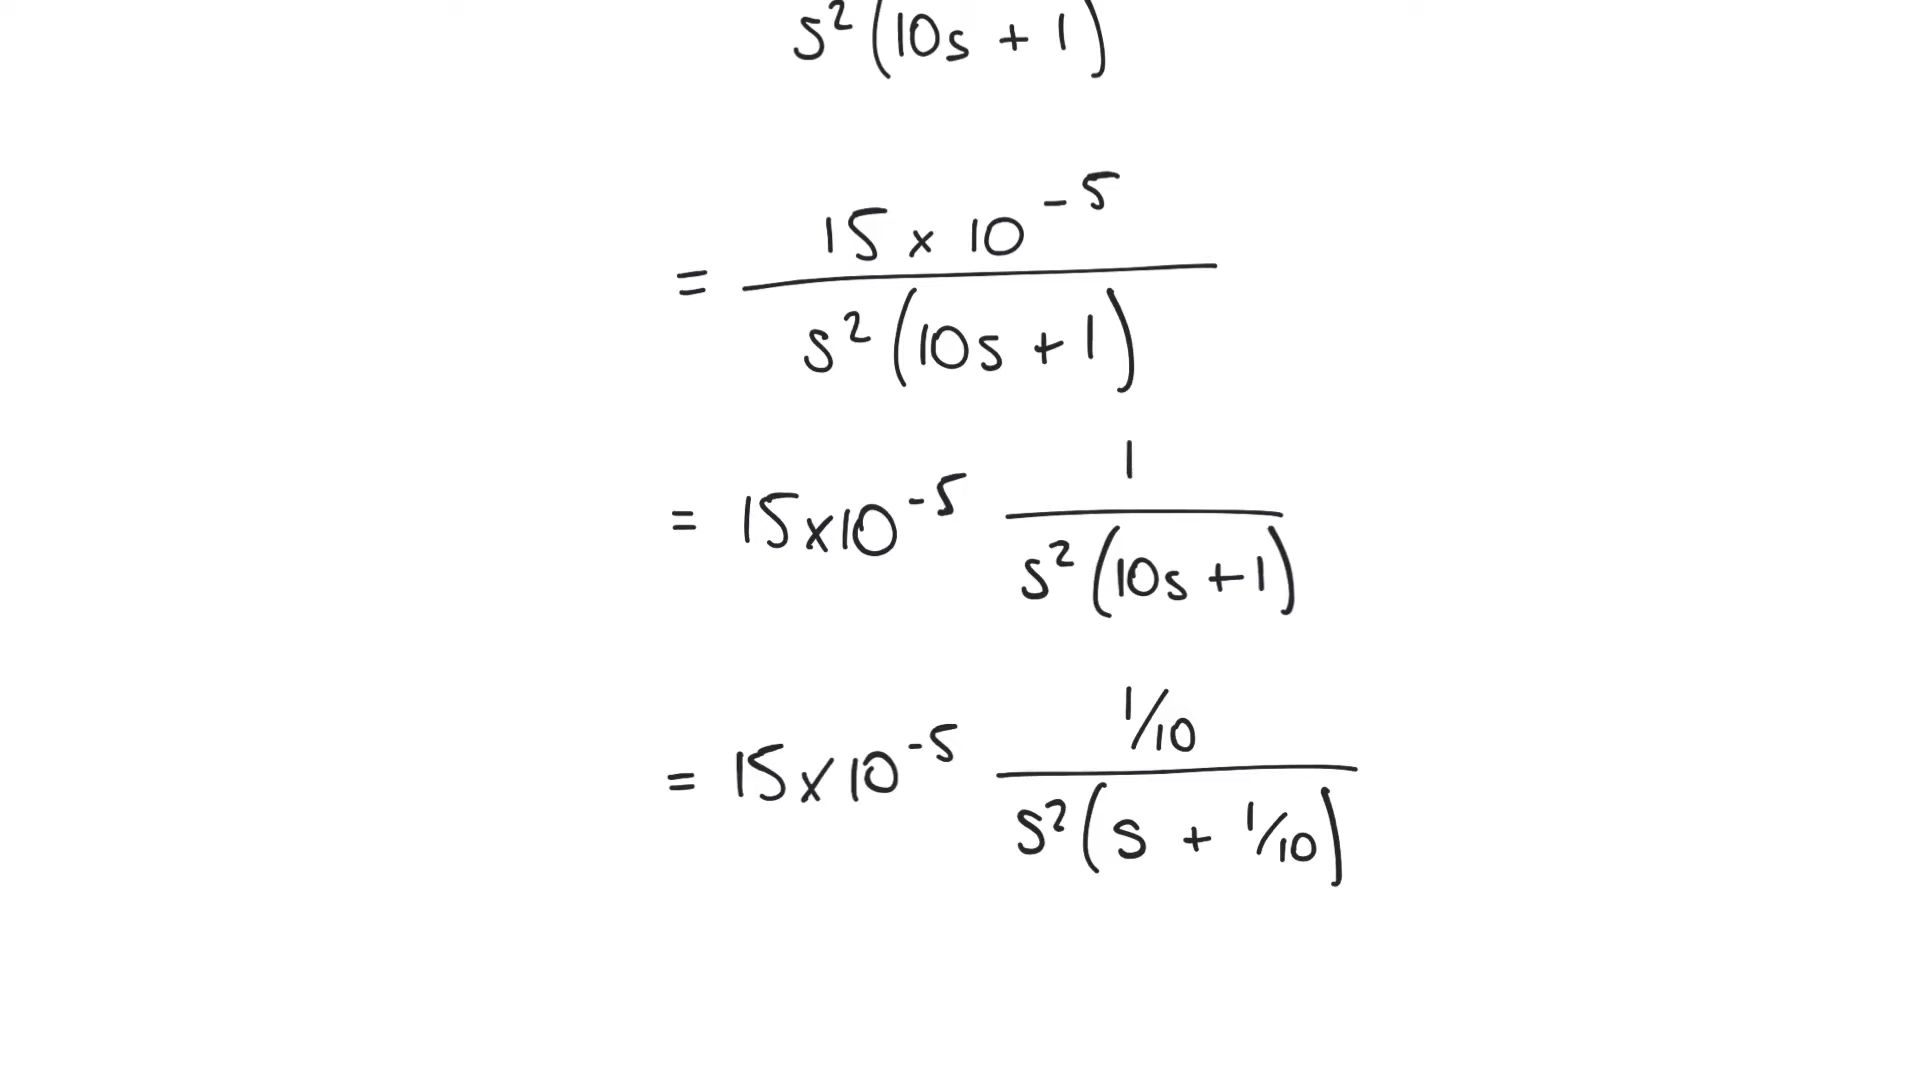 s²(10s + 1)
= 15 x 10⁻⁵ / s²(10s + 1)
= 15x10⁻⁵ 1 / s²(10s +1)
= 15x10⁻⁵ 1/10 / s²(s + 1/10)